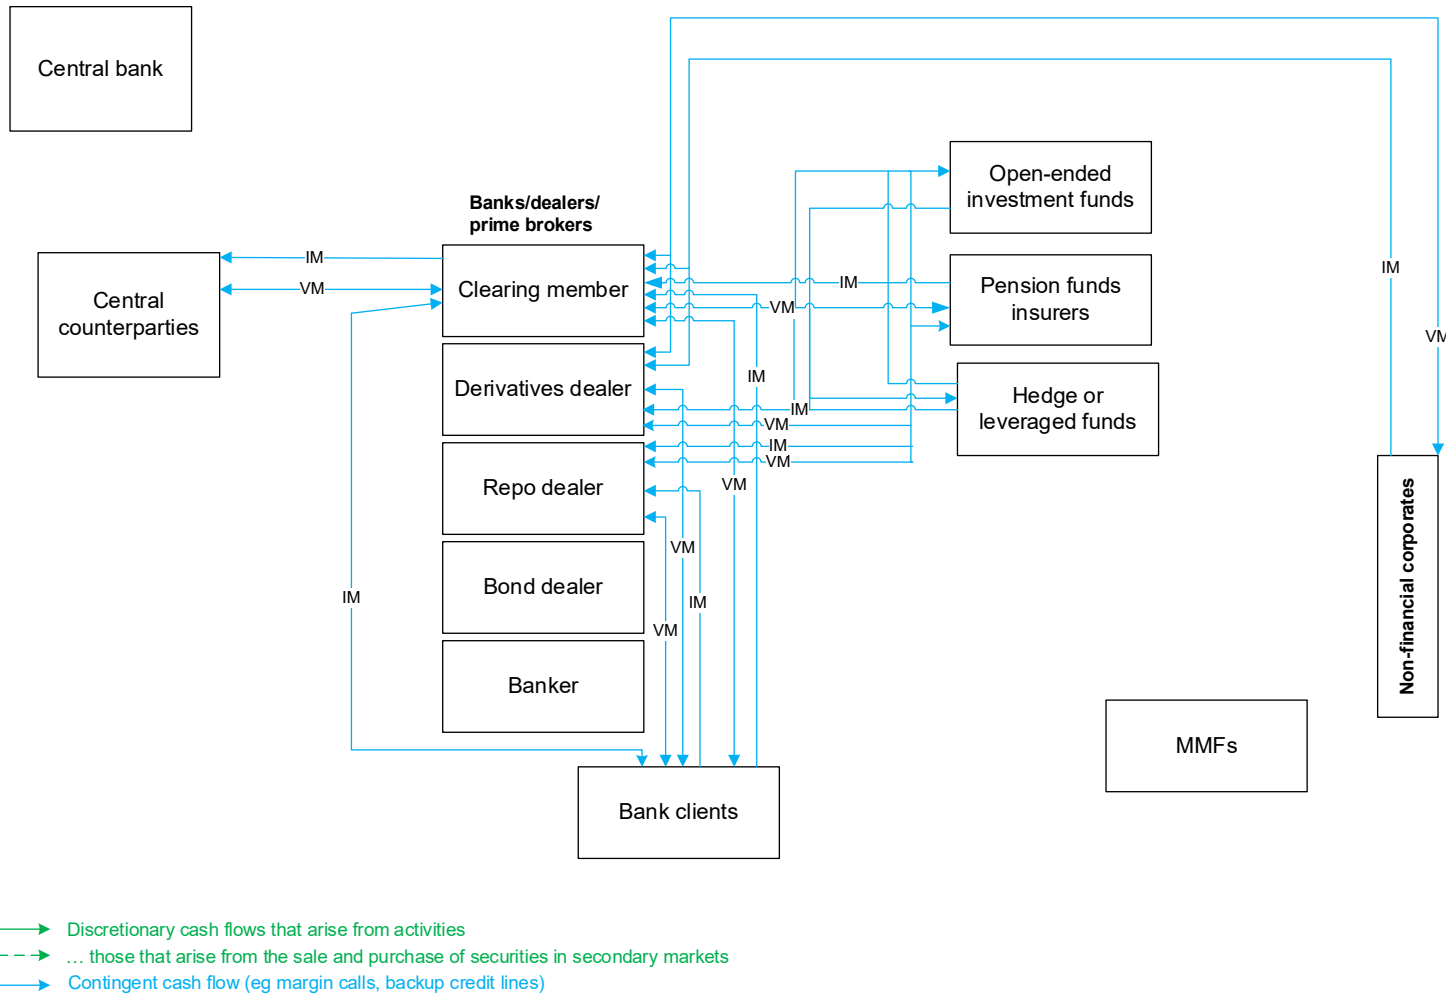 Central bank
Banks/dealers/
prime brokers
Open-ended
investment funds
IM
VM
Central
counterparties
Clearing member
IM
VM
Pension funds
insurers
IM
VM
Derivatives dealer
IM
IM
VM
Hedge or
leveraged funds
Repo dealer
IM
VM
VM
Non-financial corporates
VM
IM
VM
IM
Bond dealer
Banker
MMFs
Bank clients
Discretionary cash flows that arise from activities
… those that arise from the sale and purchase of securities in secondary markets
Contingent cash flow (eg margin calls, backup credit lines)